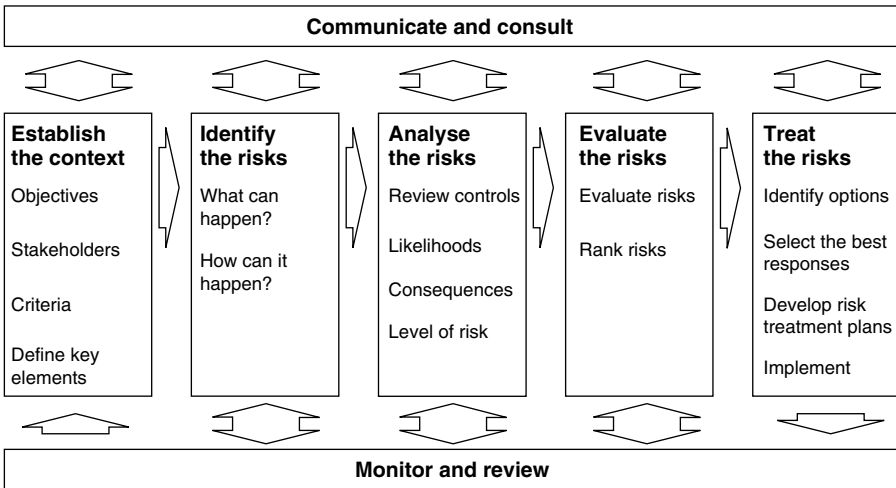 Communicate and consult
Establish
the context
Objectives
Stakeholders
Criteria
Define key
elements
Identify
the risks
What can
happen?
How can it
happen?
Analyse
the risks
Review controls
Likelihoods
Consequences
Level of risk
Evaluate
the risks
Evaluate risks
Rank risks
Treat
the risks
Identify options
Select the best
responses
Develop risk
treatment plans
Implement
Monitor and review